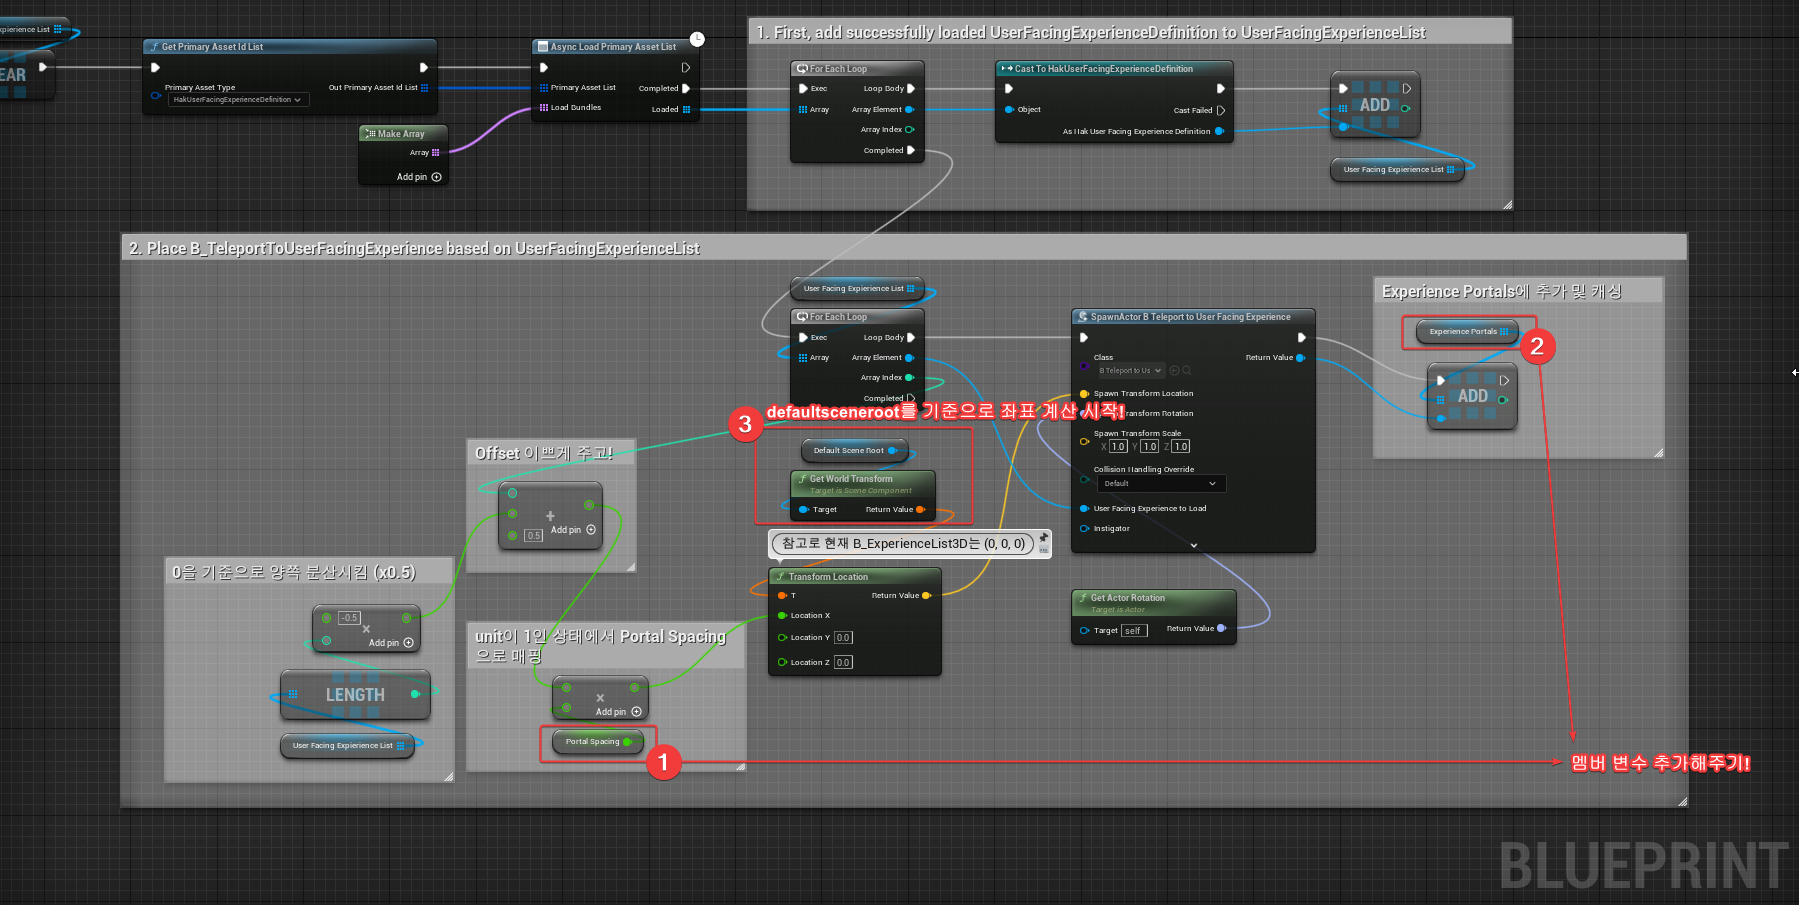 xpierience List
EAR
Get Primary Asset Id List
Primary Asset Type
HakUserFacingExperienceDefinition
Out Primary Asset Id List
Make Array
Array
Add pin
Async Load Primary Asset List
Primary Asset List
Completed
Load Bundles
Loaded
1. First, add successfully loaded UserFacingExperienceDefinition to UserFacingExperienceList
For Each Loop
Exec
Loop Body
Array
Array Element
Array Index
Completed
Cast To HakUserFacingExperienceDefinition
Object
Cast Failed
As Hak User Facing Experience Definition
ADD
User Facing Expierience List
2. Place B_TeleportToUserFacingExperience based on UserFacingExperienceList
User Facing Expierience List
For Each Loop
Exec
Loop Body
Array
Array Element
Array Index
Completed
SpawnActor B Teleport to User Facing Experience
Class
Return Value
B Teleport to Us
Spawn Transform Location
Transform Rotation
Spawn Transform Scale
X 1.0 Y 1.0 Z 1.0
Collision Handling Override
Default
User Facing Experience to Load
Instigator
Experience Portals에 추가 및 캐싱
Experience Portals
2
ADD
3
defaultsceneroot를 기준으로 좌표 계산 시작!
Default Scene Root
Get World Transform
Target is Scene Component
Target
Return Value
Offset 이쁘게 주고!
+
0.5
Add pin
참고로 현재 B_ExperienceList3D는 (0, 0, 0)
Transform Location
T
Return Value
Location X
Location Y 0.0
Location Z 0.0
Get Actor Rotation
Target is Actor
Target self
Return Value
0을 기준으로 양쪽 분산시킴 (x0.5)
-0.5
x
Add pin
LENGTH
User Facing Expierience List
unit이 1인 상태에서 Portal Spacing
으로 매핑
x
Add pin
Portal Spacing
1
멤버 변수 추가해주기!
BLUEPRINT